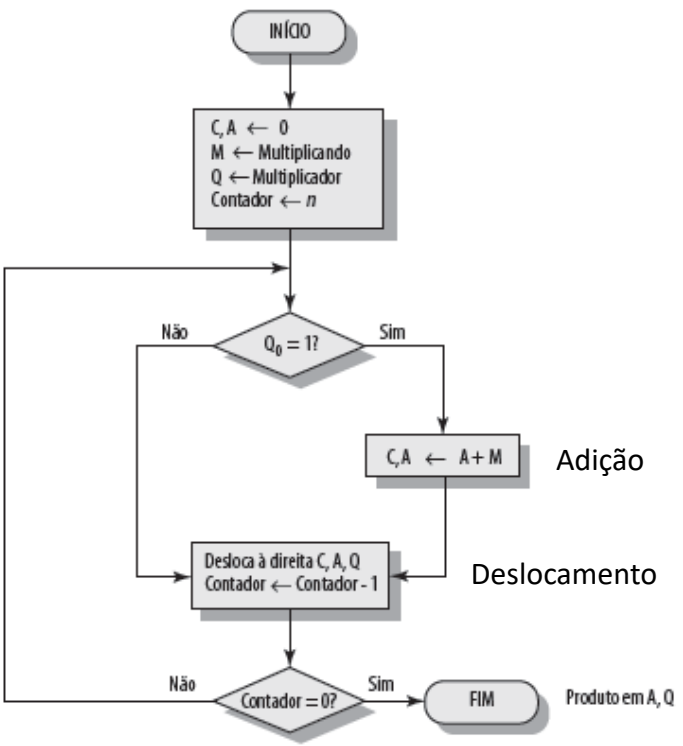 INÍCIO
C, A ← 0
M ← Multiplicando
Q ← Multiplicador
Contador ← n
Não
Q₀ = 1?
Sim
C, A ← A + M
Adição
Desloca à direita C, A, Q
Contador ← Contador - 1
Deslocamento
Não
Contador = 0?
Sim
FIM
Produto em A, Q